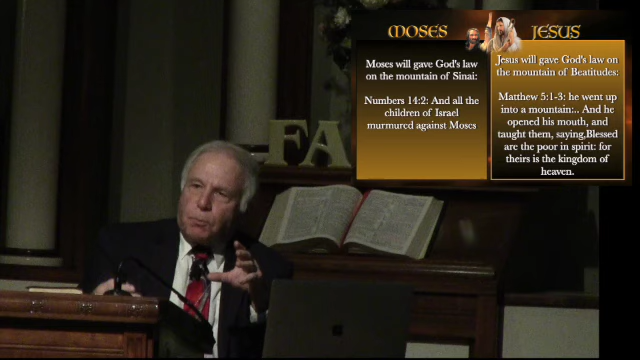 MOSES
Moses will gave God's law
on the mountain of Sinai:
Numbers 14:2: And all the
children of Israel
murmured against Moses
JESUS
Jesus will gave God's law on
the mountain of Beatitudes:
Matthew 5:1-3: he went up
into a mountain:.. And he
opened his mouth, and
taught them, saying,Blessed
are the poor in spirit: for
theirs is the kingdom of
heaven.
FA